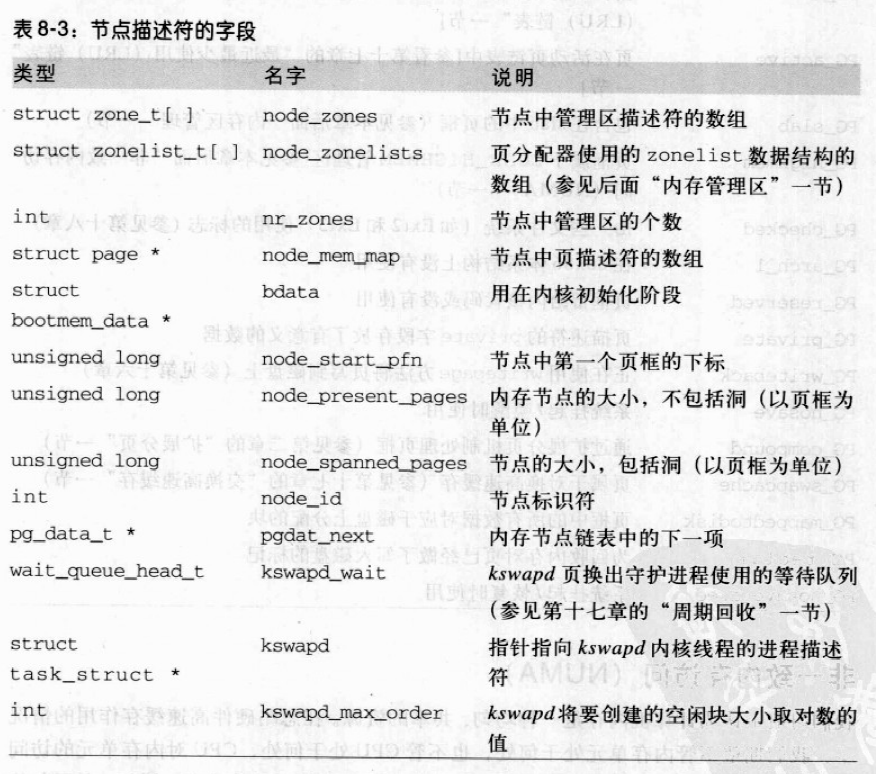 表8-3：节点描述符的字段
类型 名字 说明
struct zone_t[ ] node_zones 节点中管理区描述符的数组
struct zonelist_t[ ] node_zonelists 页分配器使用的 zonelist 数据结构的
数组（参见后面“内存管理区”一节）
int nr_zones 节点中管理区的个数
struct page * node_mem_map 节点中页描述符的数组
struct bdata 用在内核初始化阶段
bootmem_data *
unsigned long node_start_pfn 节点中第一个页框的下标
unsigned long node_present_pages 内存节点的大小，不包括洞（以页框为
单位）
unsigned long node_spanned_pages 节点的大小，包括洞（以页框为单位）
int node_id 节点标识符
pg_data_t * pgdat_next 内存节点链表中的下一项
wait_queue_head_t kswapd_wait kswapd 页换出守护进程使用的等待队列
（参见第十七章的“周期回收”一节）
struct kswapd 指针指向 kswapd 内核线程的进程描述
task_struct * 符
int kswapd_max_order kswapd 将要创建的空闲块大小取对数的
值